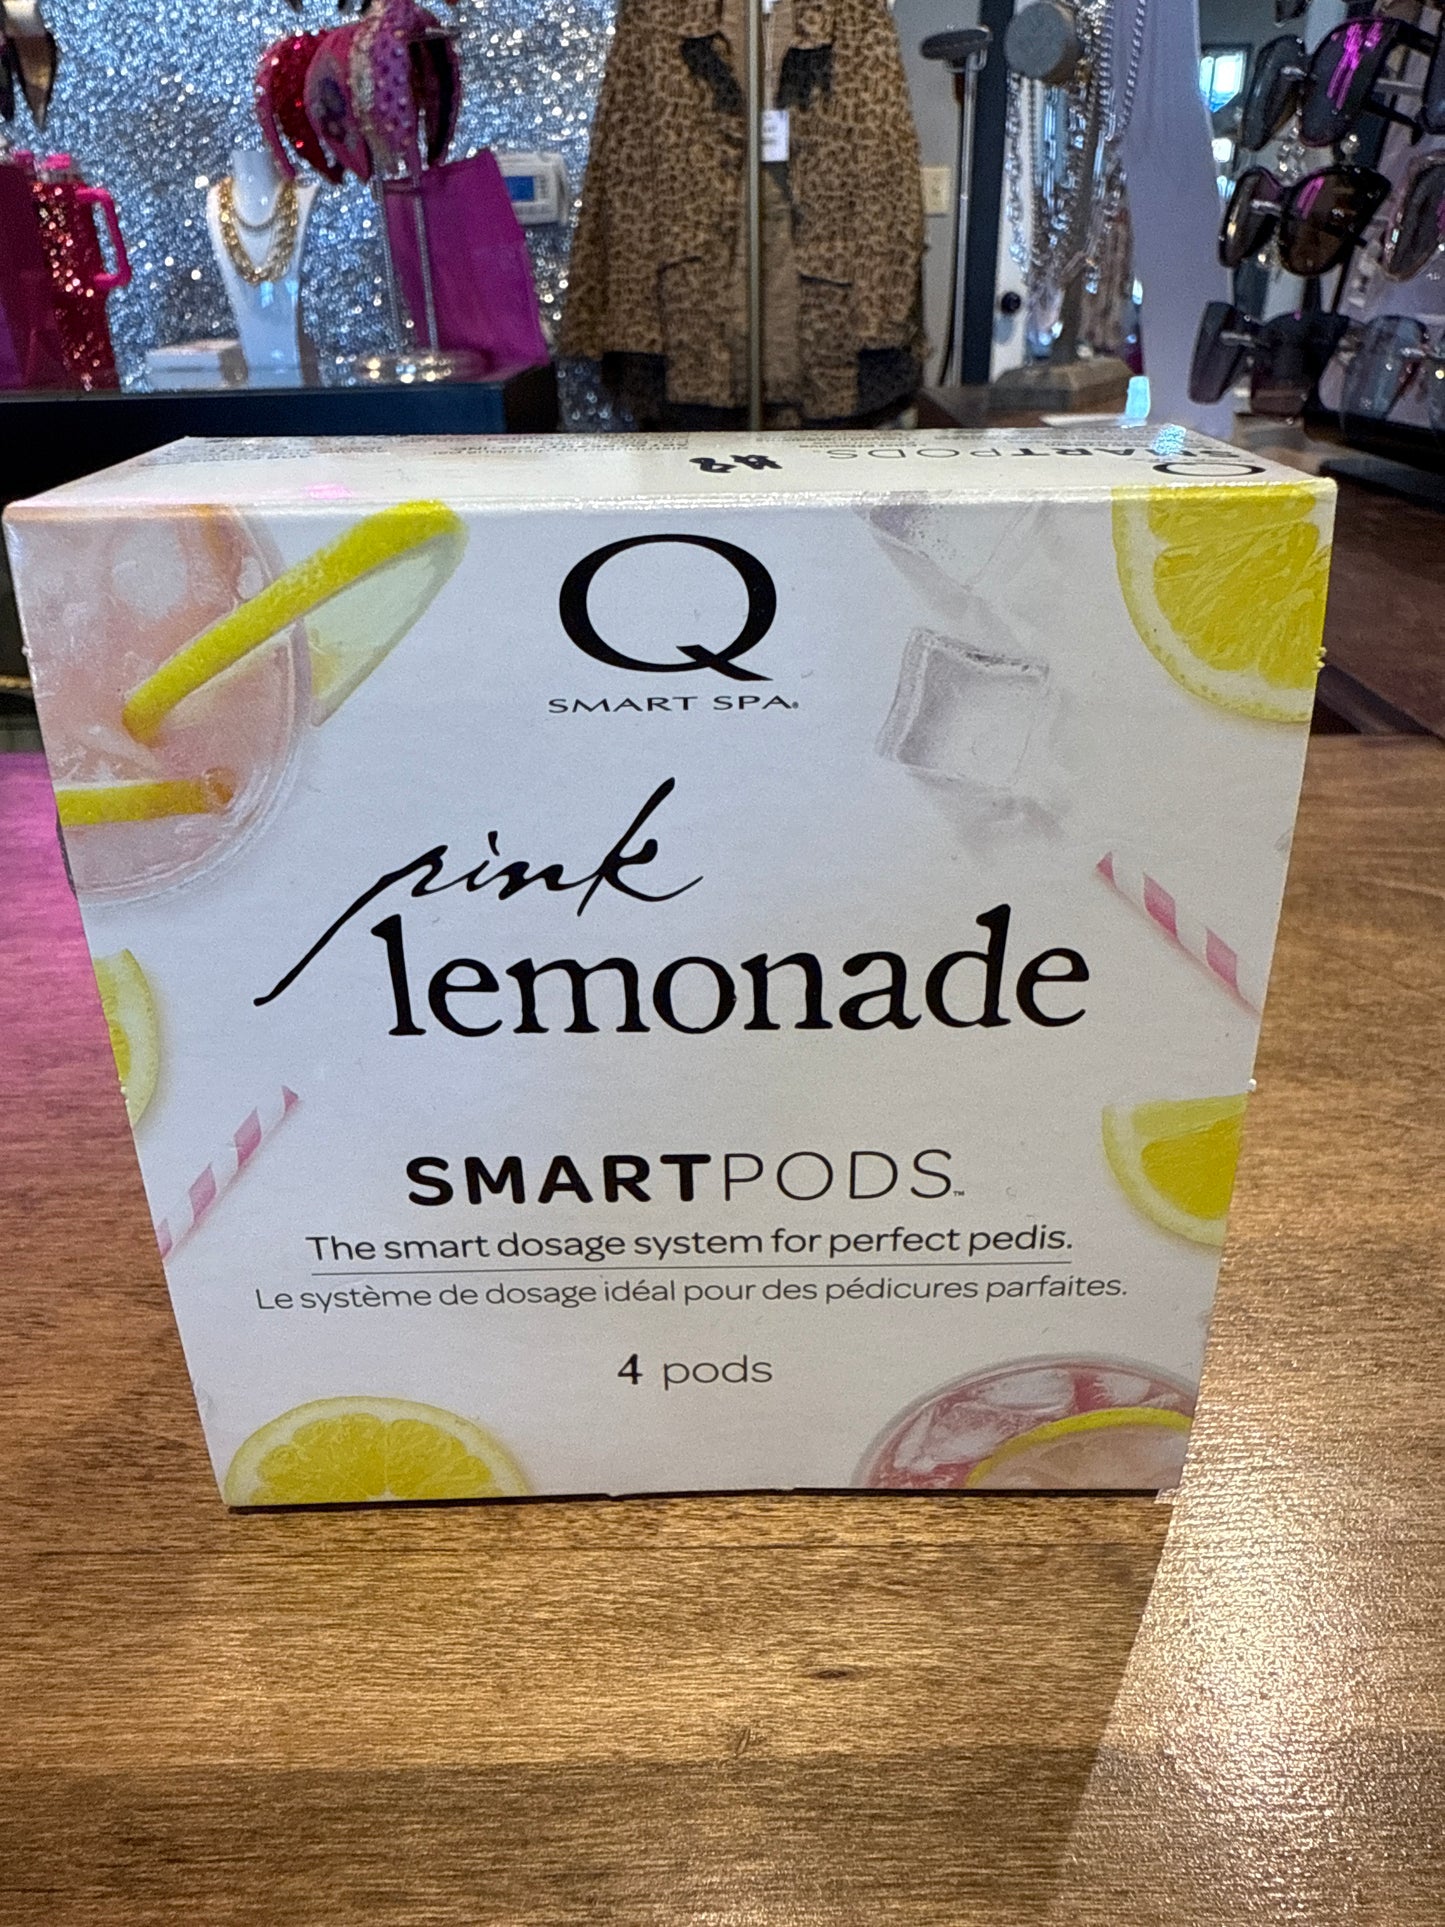 SMARTPODS
Q
Q
SMART SPA®
pink
lemonade
SMARTPODS™
The smart dosage system for perfect pedis.
Le système de dosage idéal pour des pédicures parfaites.
4 pods